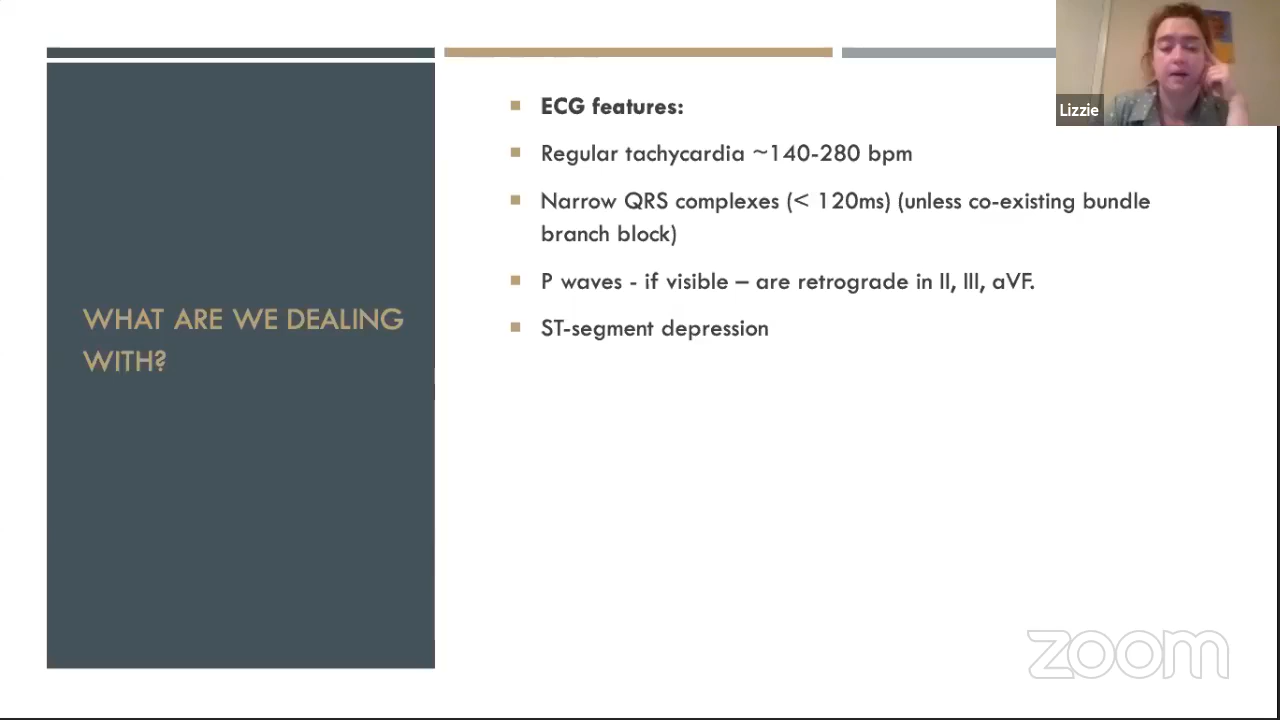 Lizzie
WHAT ARE WE DEALING
WITH?
ECG features:
Regular tachycardia ~140-280 bpm
Narrow QRS complexes (< 120ms) (unless co-existing bundle
branch block)
P waves - if visible – are retrograde in II, III, aVF.
ST-segment depression
zoom